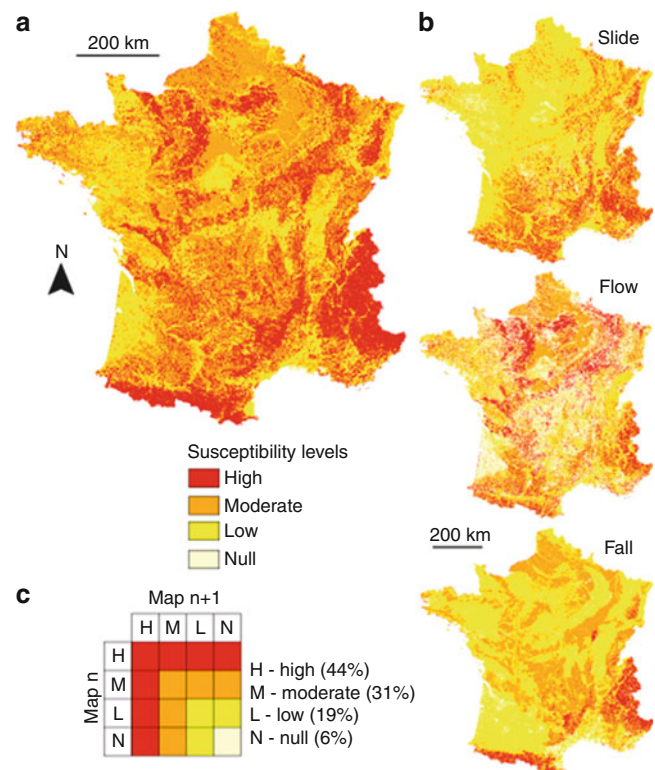 a
200 km
N
b
Slide
Flow
200 km
Fall
Susceptibility levels
High
Moderate
Low
Null
c
Map n+1
H M L N
Map n
H
M
L
N
H - high (44%)
M - moderate (31%)
L - low (19%)
N - null (6%)